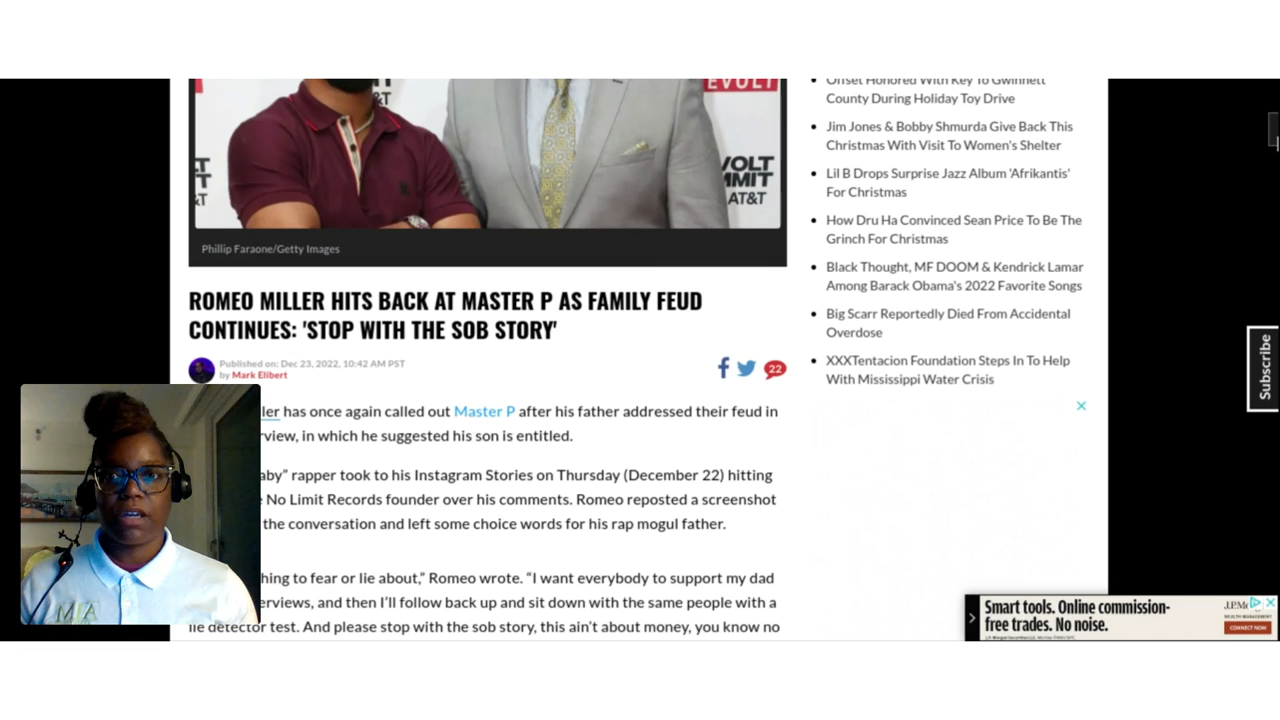 REVOLT
T
&T
T
T
T
VOLT
MMIT
AT&T
Phillip Faraone/Getty Images
ROMEO MILLER HITS BACK AT MASTER P AS FAMILY FEUD
CONTINUES: 'STOP WITH THE SOB STORY'
Published on: Dec 23, 2022, 10:42 AM PST
by Mark Elibert
22
ler has once again called out Master P after his father addressed their feud in
rview, in which he suggested his son is entitled.
aby” rapper took to his Instagram Stories on Thursday (December 22) hitting
No Limit Records founder over his comments. Romeo reposted a screenshot
the conversation and left some choice words for his rap mogul father.
hing to fear or lie about,” Romeo wrote. “I want everybody to support my dad
erviews, and then I’ll follow back up and sit down with the same people with a
lie detector test. And please stop with the sob story, this ain’t about money, you know no
MIA
Offset Honored With Key To Gwinnett
County During Holiday Toy Drive
Jim Jones & Bobby Shmurda Give Back This
Christmas With Visit To Women's Shelter
Lil B Drops Surprise Jazz Album 'Afrikantis'
For Christmas
How Dru Ha Convinced Sean Price To Be The
Grinch For Christmas
Black Thought, MF DOOM & Kendrick Lamar
Among Barack Obama's 2022 Favorite Songs
Big Scarr Reportedly Died From Accidental
Overdose
XXXTentacion Foundation Steps In To Help
With Mississippi Water Crisis
Subscribe
Smart tools. Online commission-
free trades. No noise.
J.P.Mo
WEALTH MANAGEMENT
CONNECT NOW